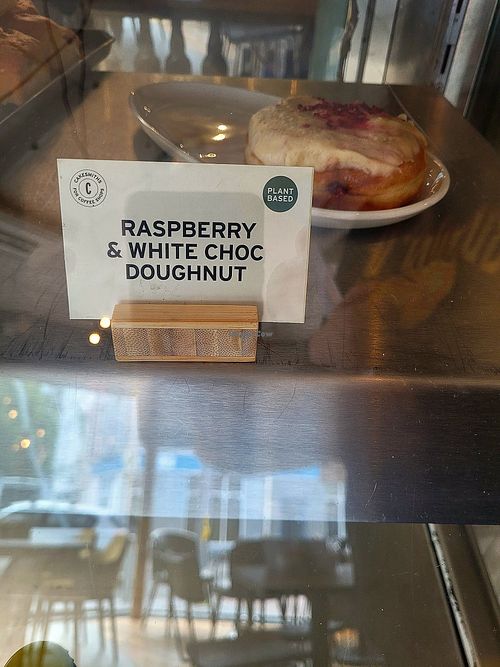 CAKESMITHS
FOR COFFEE SHOPS
C
PLANT
BASED
RASPBERRY
& WHITE CHOC
DOUGHNUT